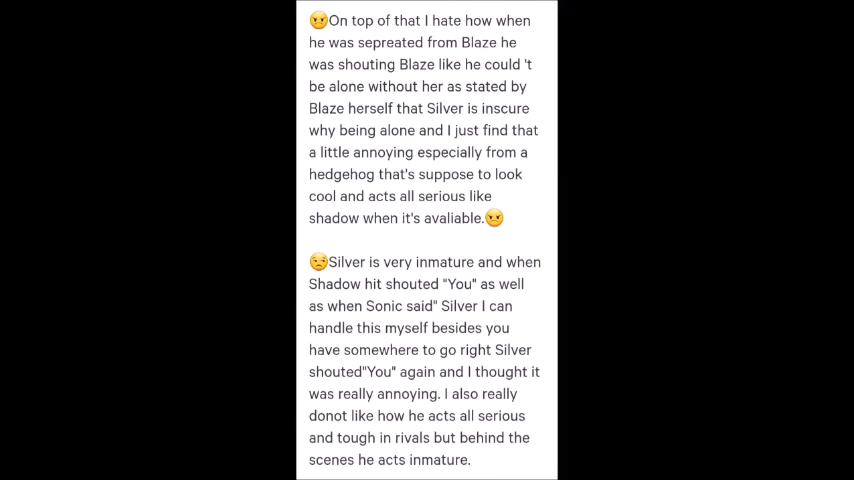 😠On top of that I hate how when
he was sepreated from Blaze he
was shouting Blaze like he could 't
be alone without her as stated by
Blaze herself that Silver is inscure
why being alone and I just find that
a little annoying especially from a
hedgehog that's suppose to look
cool and acts all serious like
shadow when it's avaliable.😠
😒Silver is very inmature and when
Shadow hit shouted "You" as well
as when Sonic said" Silver I can
handle this myself besides you
have somewhere to go right Silver
shouted"You" again and I thought it
was really annoying. I also really
donot like how he acts all serious
and tough in rivals but behind the
scenes he acts inmature.